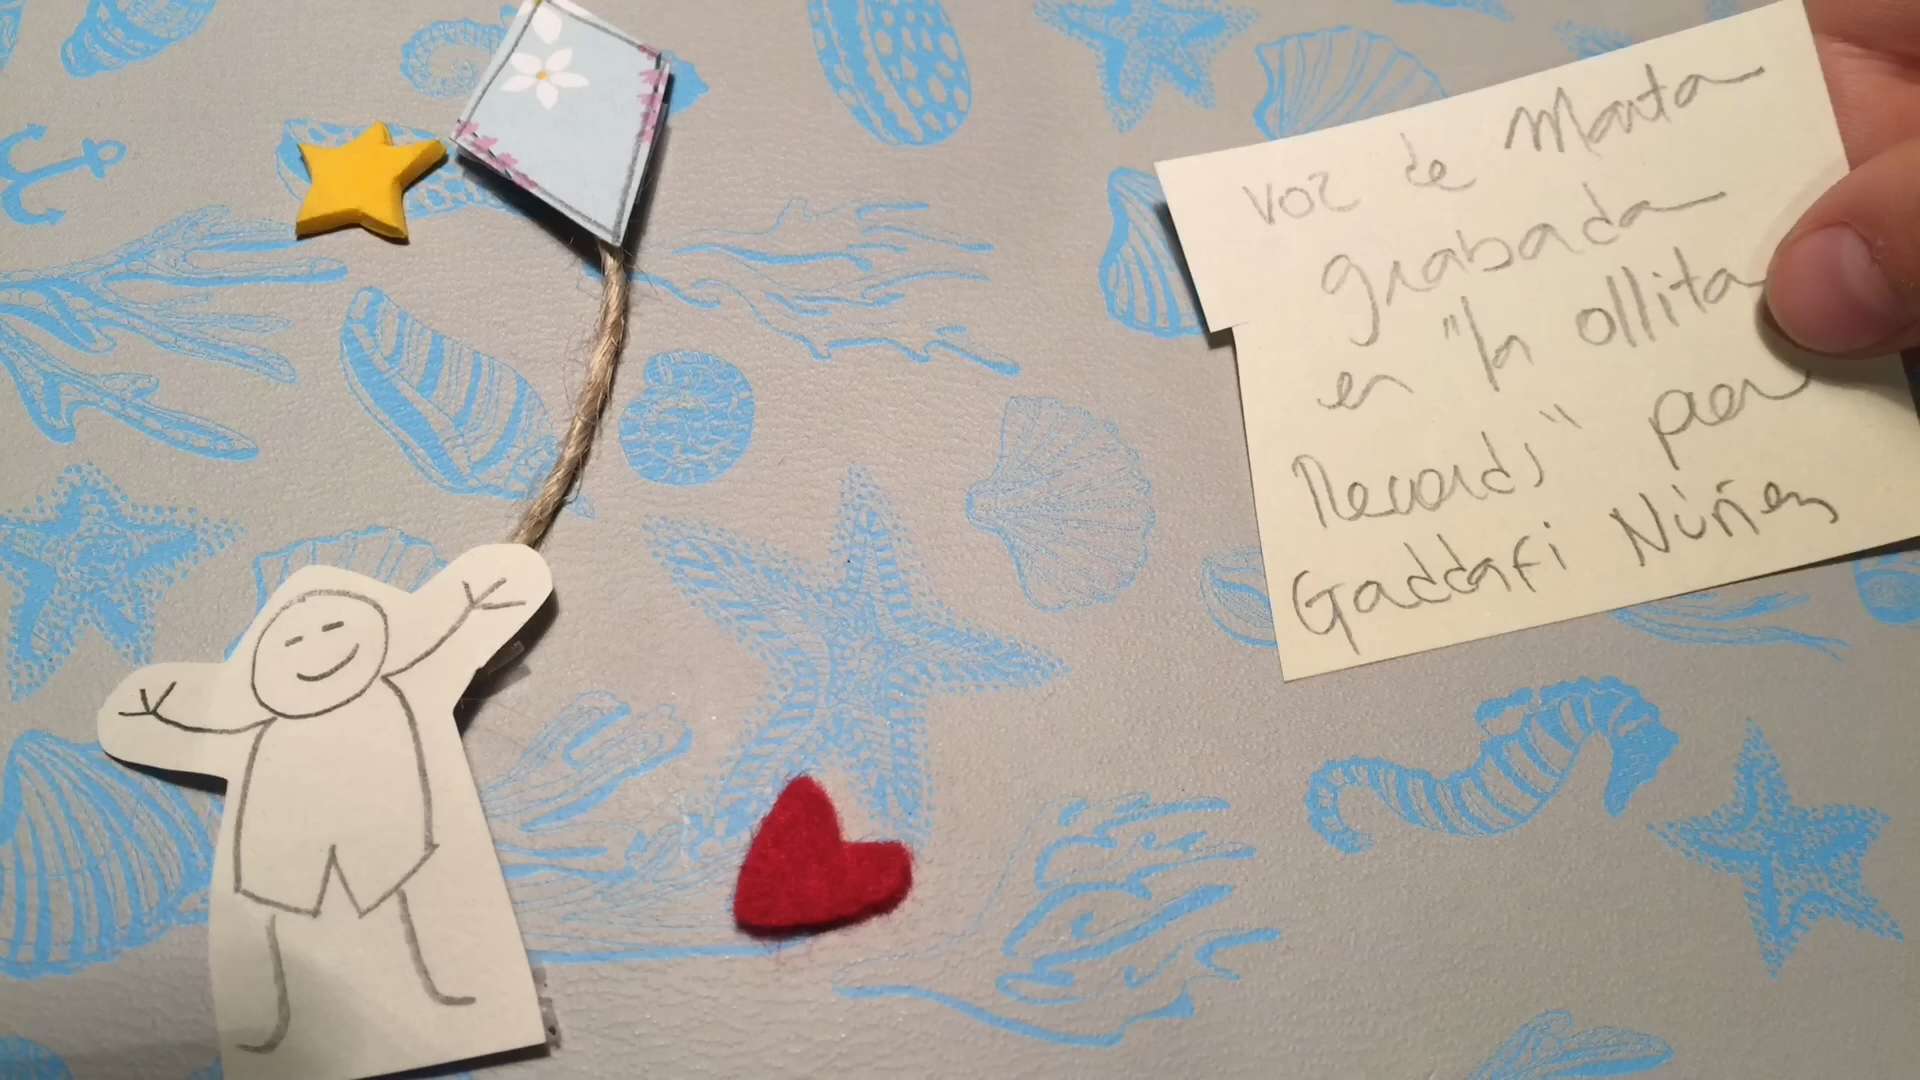 voz de Marta
grabada
en "la ollita
Records" por
Gaddafi Núñez